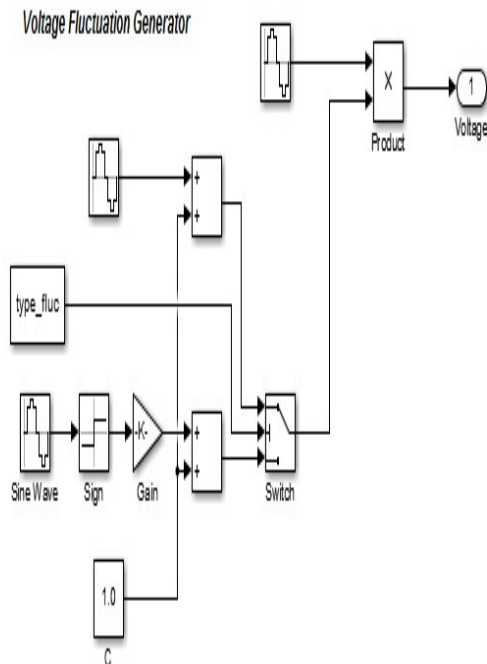 Voltage Fluctuation Generator
X
1
Product
Voltage
+
+
type_fluc
-K-
+
+
Sine Wave
Sign
Gain
Switch
1.0
C